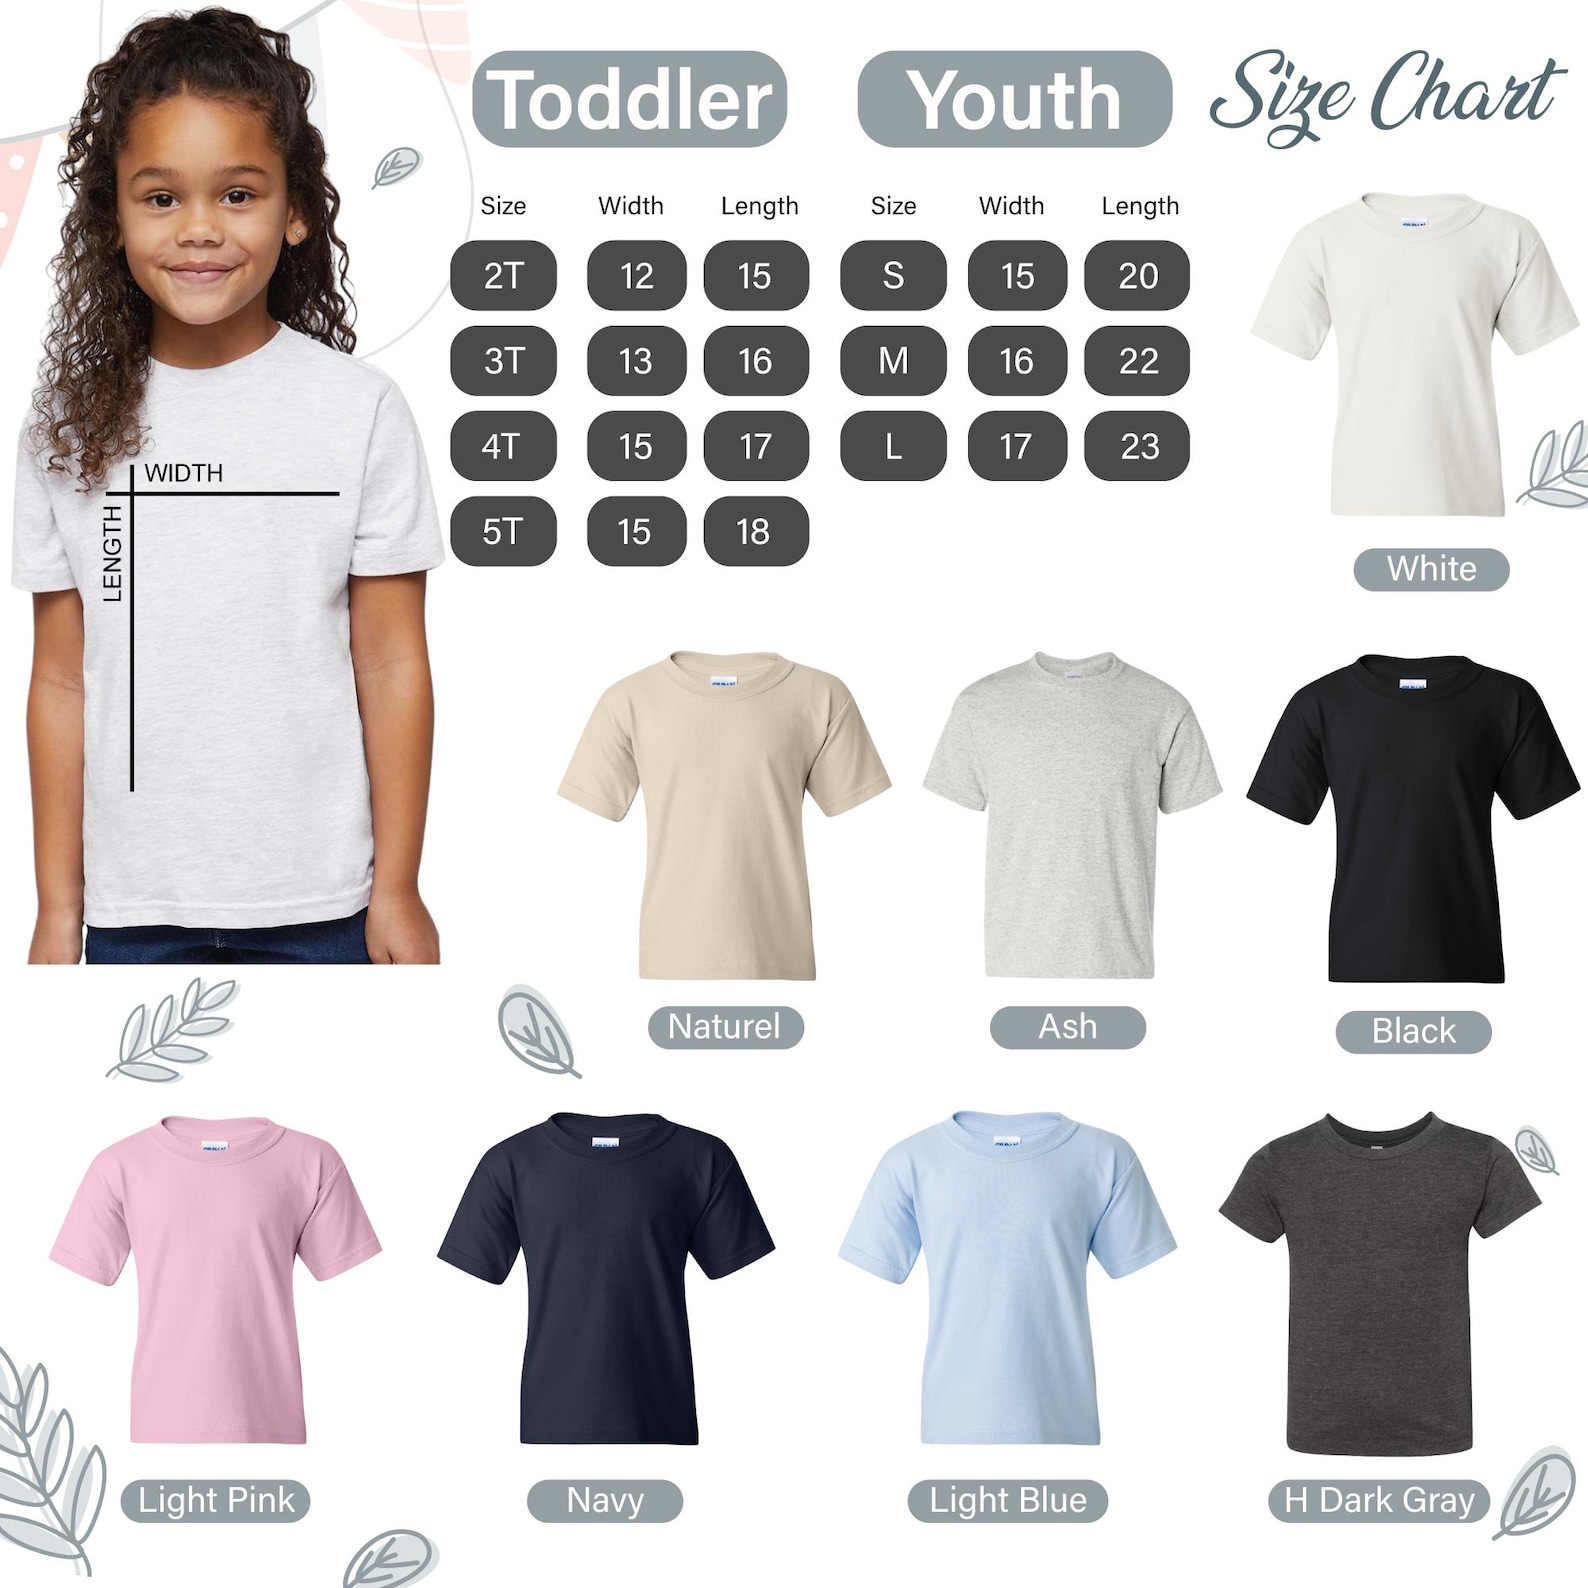 Toddler
Youth
Size Chart
Size Width Length Size Width Length
2T 12 15 S 15 20
3T 13 16 M 16 22
4T 15 17 L 17 23
5T 15 18
WIDTH
LENGTH
White
Naturel
Ash
Black
Light Pink
Navy
Light Blue
H Dark Gray